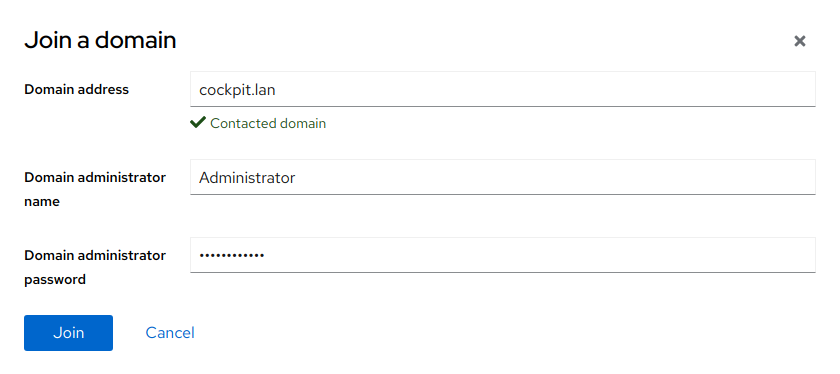 Join a domain
Domain address
cockpit.lan
Contacted domain
Domain administrator
name
Administrator
Domain administrator
password
••••••••••••
Join
Cancel